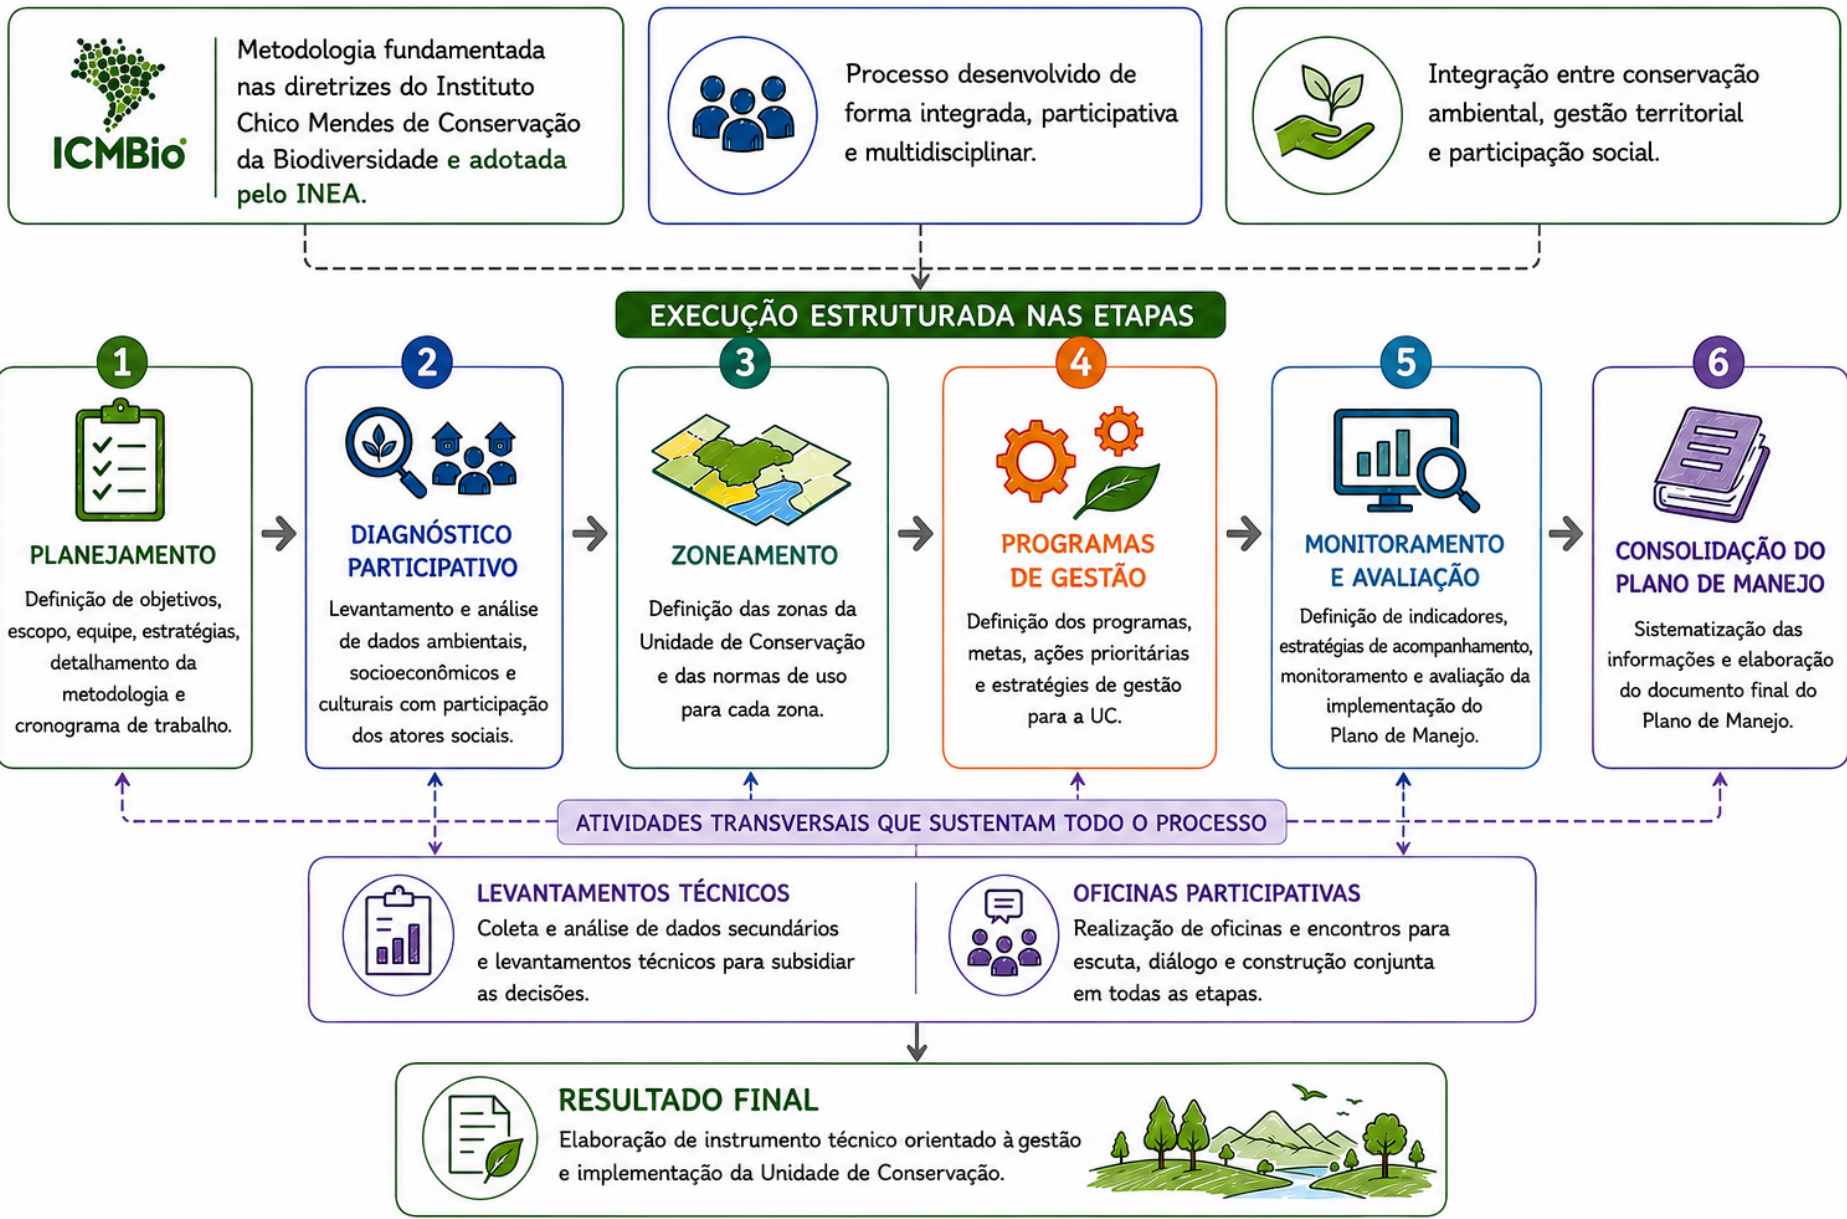 ICMBio
Metodologia fundamentada
nas diretrizes do Instituto
Chico Mendes de Conservação
da Biodiversidade e adotada
pelo INEA.
Processo desenvolvido de
forma integrada, participativa
e multidisciplinar.
Integração entre conservação
ambiental, gestão territorial
e participação social.
EXECUÇÃO ESTRUTURADA NAS ETAPAS
1
PLANEJAMENTO
Definição de objetivos,
escopo, equipe, estratégias,
detalhamento da
metodologia e
cronograma de trabalho.
2
DIAGNÓSTICO
PARTICIPATIVO
Levantamento e análise
de dados ambientais,
socioeconômicos e
culturais com participação
dos atores sociais.
3
ZONEAMENTO
Definição das zonas da
Unidade de Conservação
e das normas de uso
para cada zona.
4
PROGRAMAS
DE GESTÃO
Definição dos programas,
metas, ações prioritárias
e estratégies de gestão
para a UC.
5
MONITORAMENTO
E AVALIAÇÃO
Definição de indicadores,
estratégias de acompanhamento,
monitoramento e avaliação da
implementação do
Plano de Manejo.
6
CONSOLIDAÇÃO DO
PLANO DE MANEJO
Sistematização das
informações e elaboração
do documento final do
Plano de Manejo.
ATIVIDADES TRANSVERSAIS QUE SUSTENTAM TODO O PROCESSO
LEVANTAMENTOS TÉCNICOS
Coleta e análise de dados secundários
e levantamentos técnicos para subsidiar
as decisões.
OFICINAS PARTICIPATIVAS
Realização de oficinas e encontros para
escuta, diálogo e construção conjunta
em todas as etapas.
RESULTADO FINAL
Elaboração de instrumento técnico orientado à gestão
e implementação da Unidade de Conservação.